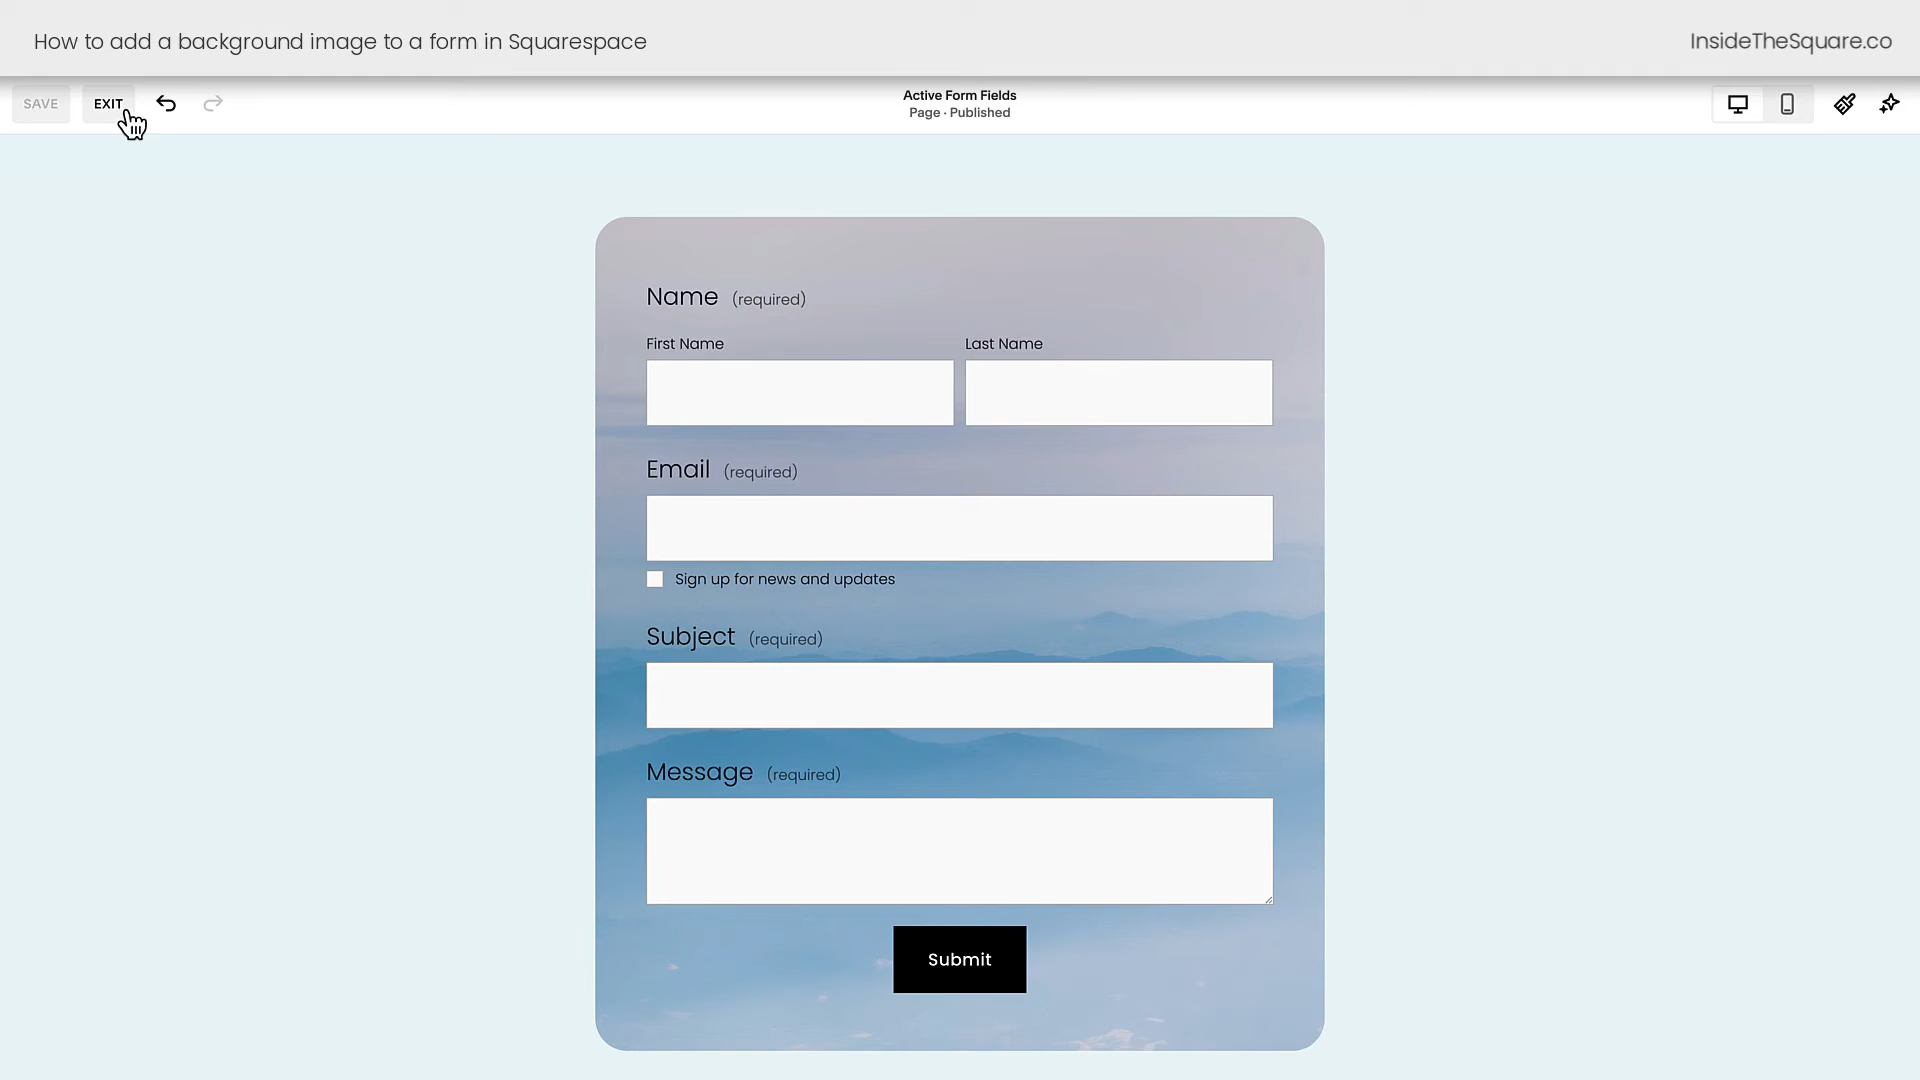 How to add a background image to a form in Squarespace
InsideTheSquare.co
SAVE
EXIT
Active Form Fields
Page · Published
Name (required)
First Name
Last Name
Email (required)
Sign up for news and updates
Subject (required)
Message (required)
Submit